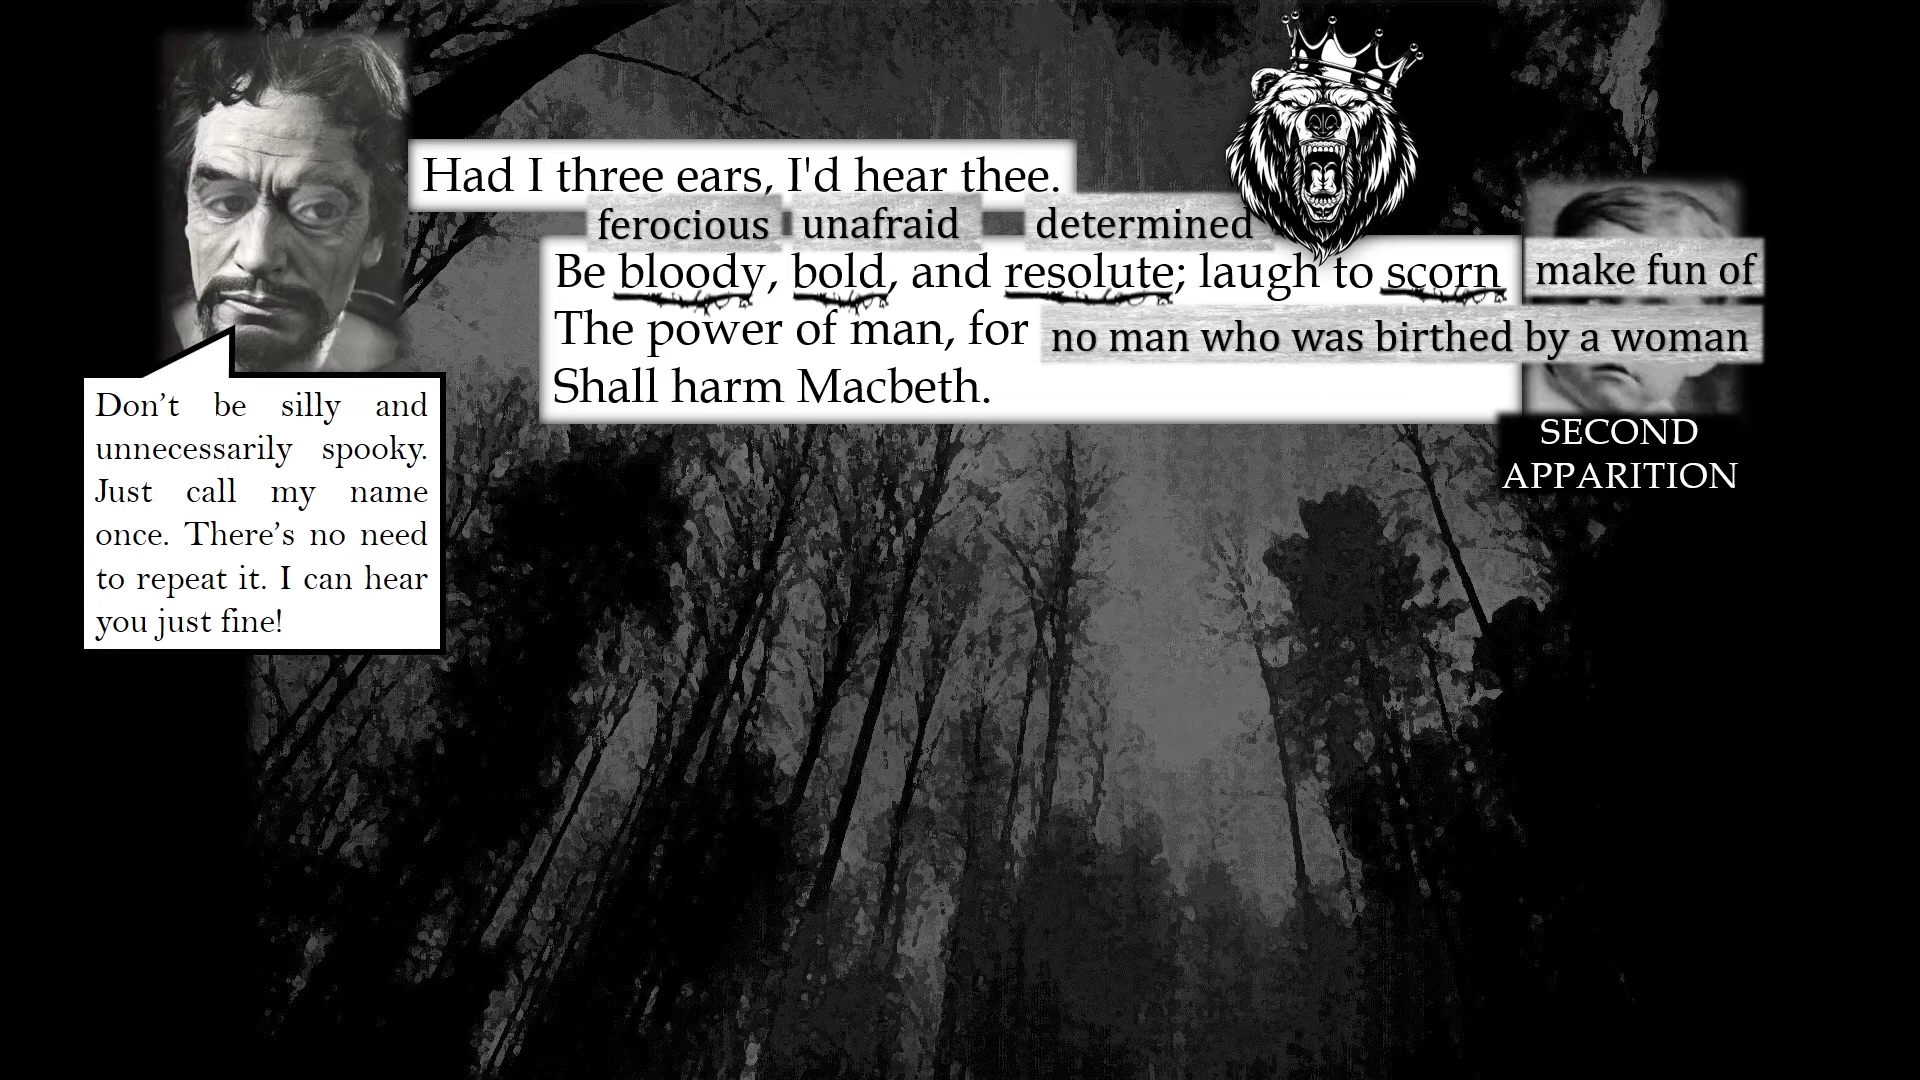 Had I three ears, I'd hear thee.
ferocious unafraid determined
Be bloody, bold, and resolute; laugh to scorn make fun of
The power of man, for no man who was birthed by a woman
Shall harm Macbeth.
SECOND
APPARITION
Don’t be silly and
unnecessarily spooky.
Just call my name
once. There’s no need
to repeat it. I can hear
you just fine!